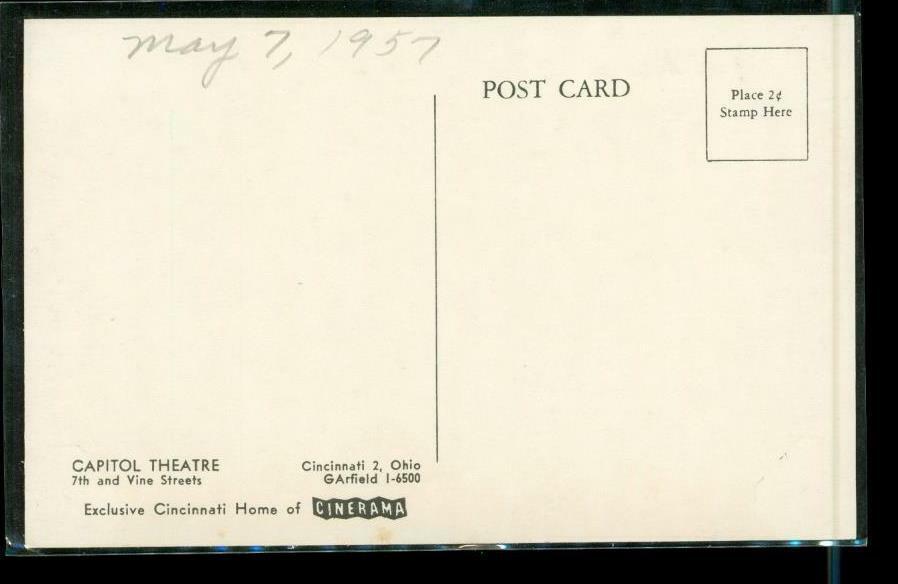 May 7, 1957
POST CARD
Place 2¢
Stamp Here
CAPITOL THEATRE
7th and Vine Streets
Cincinnati 2, Ohio
GArfield 1-6500
Exclusive Cincinnati Home of CINERAMA